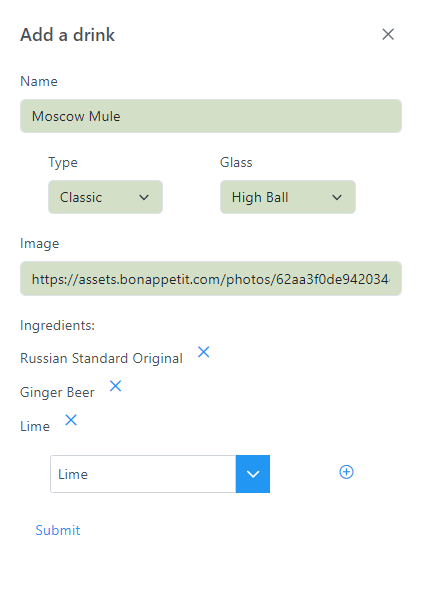 Add a drink
Name
Moscow Mule
Type Glass
Classic High Ball
Image
https://assets.bonappetit.com/photos/62aa3f0de942034
Ingredients:
Russian Standard Original
Ginger Beer
Lime
Lime
Submit